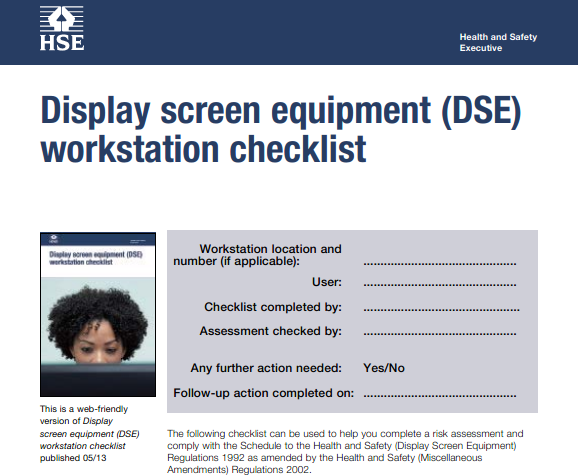 HSE
Health and Safety
Executive
Display screen equipment (DSE)
workstation checklist
HSE
Display screen equipment (DSE)
workstation checklist
This is a web-friendly
version of Display
screen equipment (DSE)
workstation checklist
published 05/13
Workstation location and
number (if applicable): .............................................
User: .............................................
Checklist completed by: ..............................................
Assessment checked by: .............................................
Any further action needed: Yes/No
Follow-up action completed on: .............................................
The following checklist can be used to help you complete a risk assessment and
comply with the Schedule to the Health and Safety (Display Screen Equipment)
Regulations 1992 as amended by the Health and Safety (Miscellaneous
Amendments) Regulations 2002.